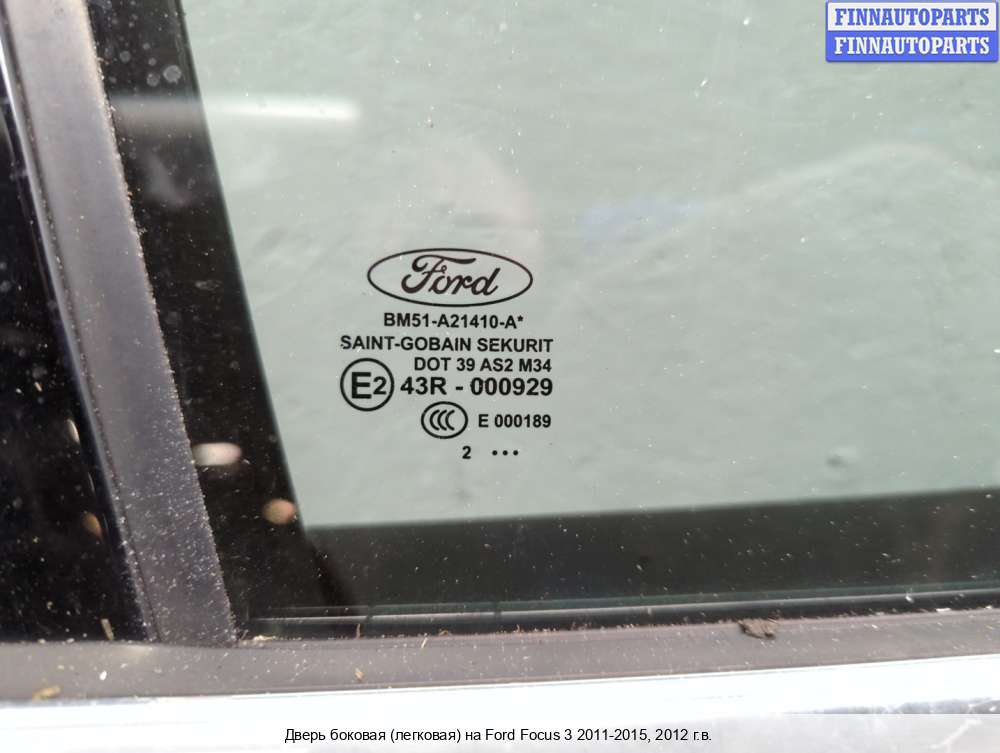 FINNAUTOPARTS
FINNAUTOPARTS
Ford
BM51-A21410-A*
SAINT-GOBAIN SEKURIT
DOT 39 AS2 M34
E2 43R - 000929
CCC E 000189
2 •••
Дверь боковая (легковая) на Ford Focus 3 2011-2015, 2012 г.в.